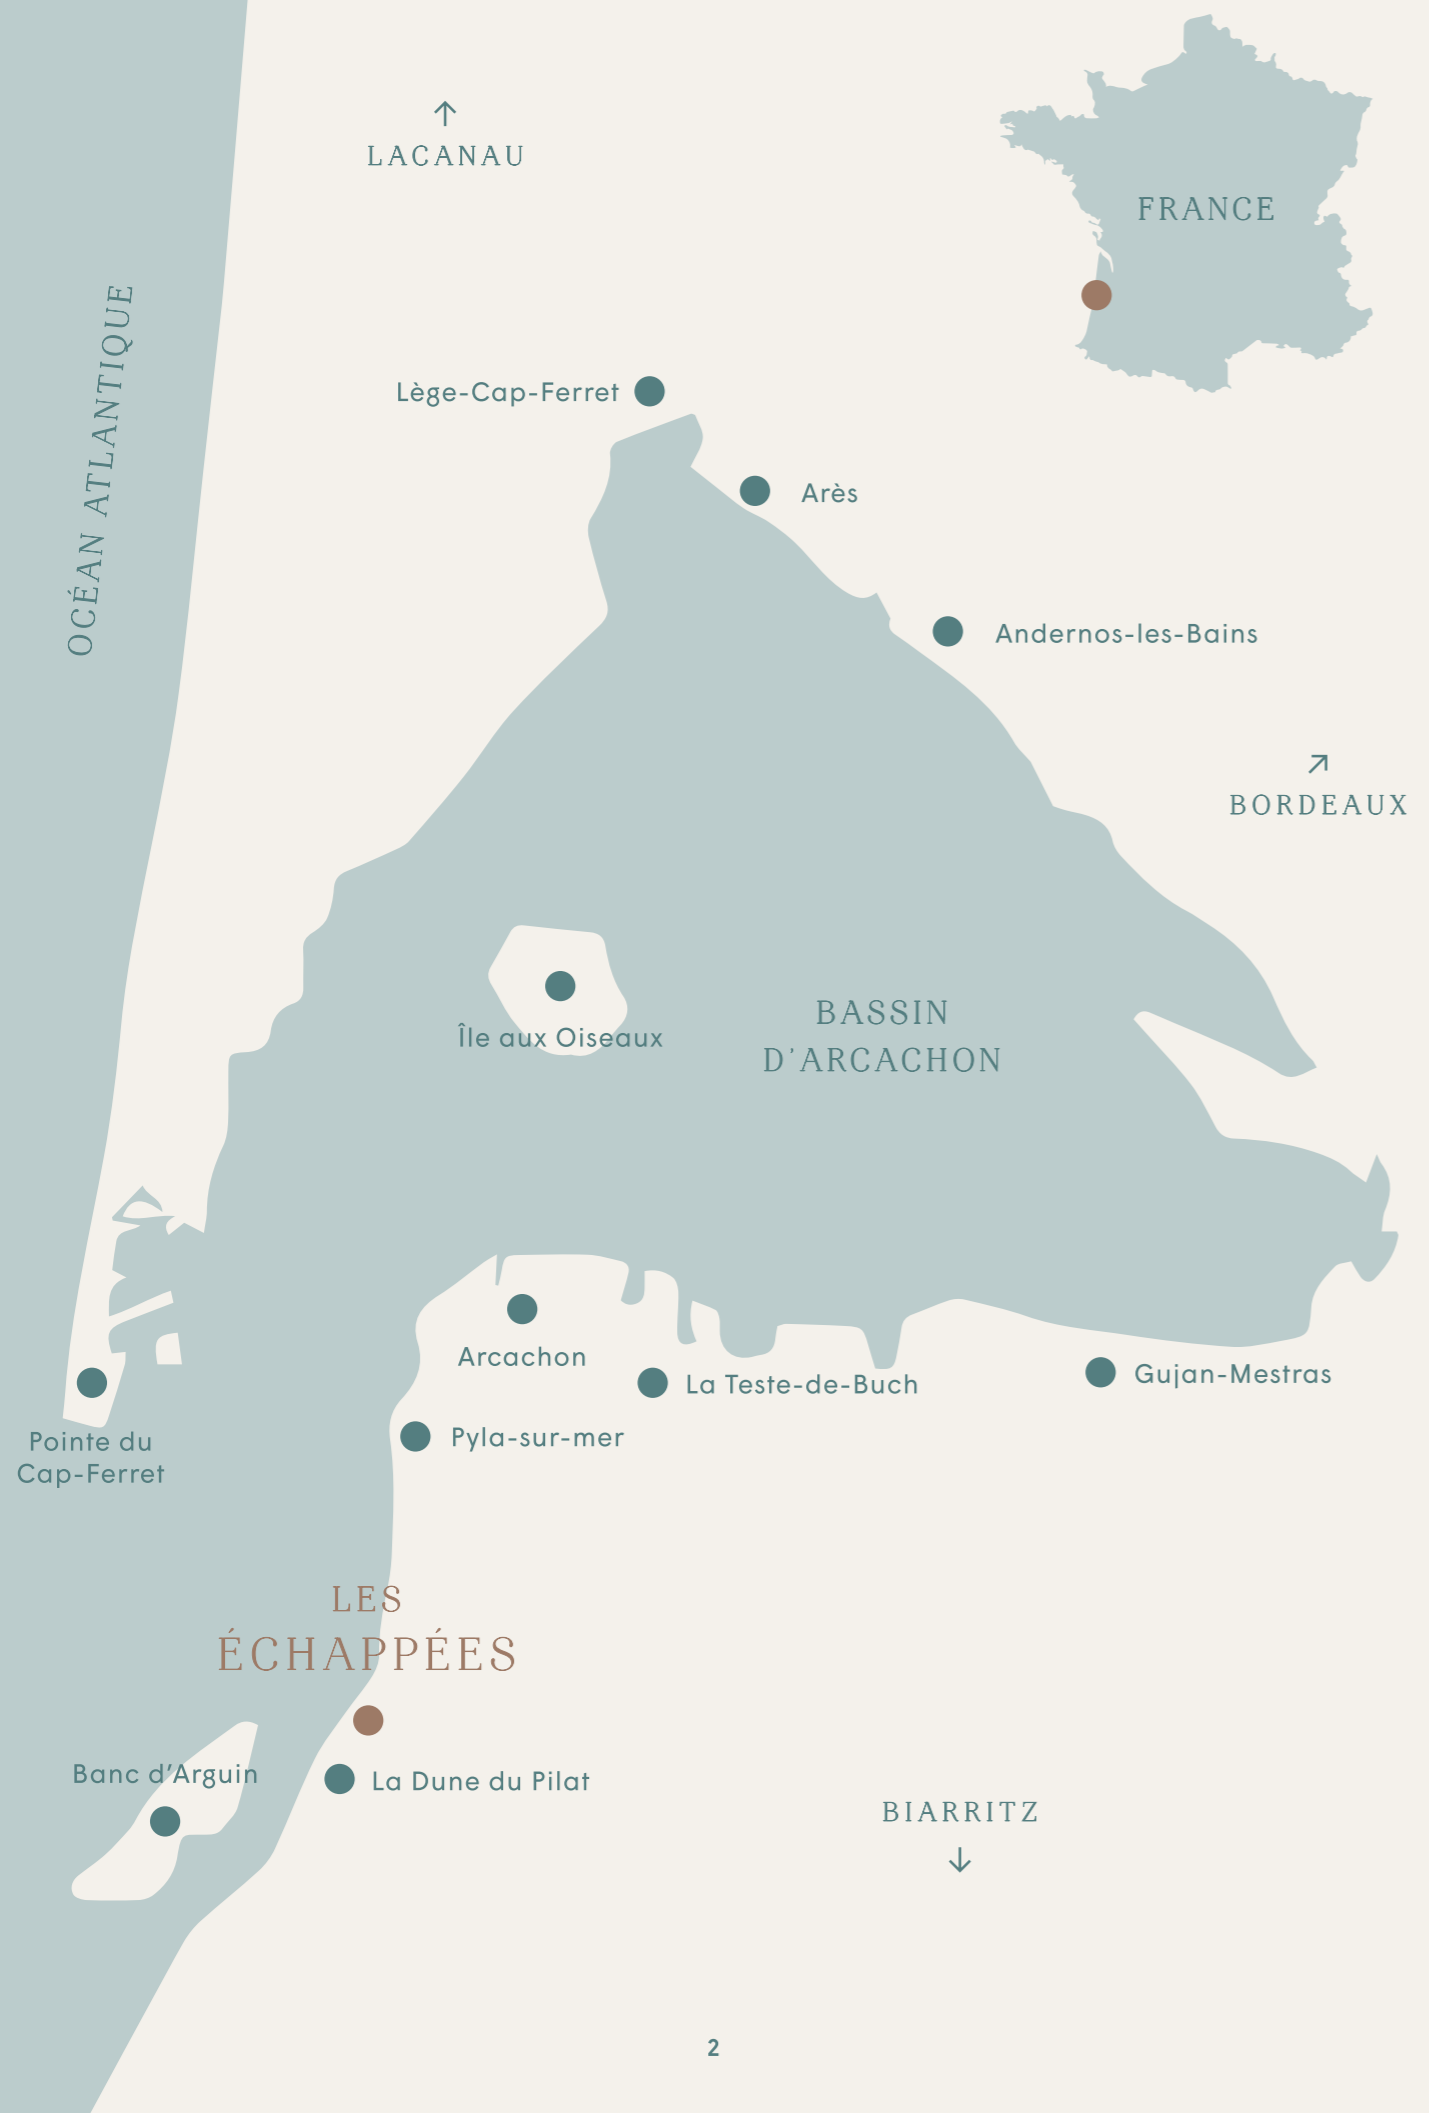 LACANAU
FRANCE
OCÉAN ATLANTIQUE
Lège-Cap-Ferret
Arès
Andernos-les-Bains
BORDEAUX
Île aux Oiseaux
BASSIN
D'ARCACHON
Arcachon
La Teste-de-Buch
Gujan-Mestras
Pyla-sur-mer
Pointe du
Cap-Ferret
LES
ÉCHAPPÉES
Banc d'Arguin
La Dune du Pilat
BIARRITZ
2